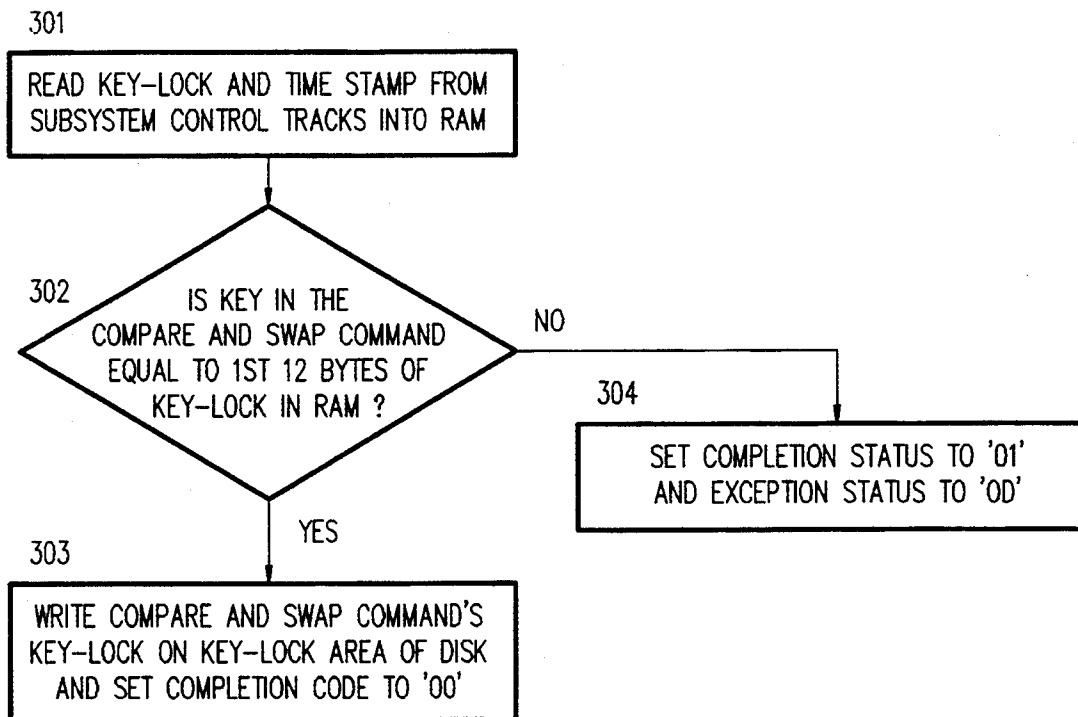 301
READ KEY-LOCK AND TIME STAMP FROM
SUBSYSTEM CONTROL TRACKS INTO RAM
302
IS KEY IN THE
COMPARE AND SWAP COMMAND
EQUAL TO 1ST 12 BYTES OF
KEY-LOCK IN RAM ?
NO
304
SET COMPLETION STATUS TO '01'
AND EXCEPTION STATUS TO '0D'
YES
303
WRITE COMPARE AND SWAP COMMAND'S
KEY-LOCK ON KEY-LOCK AREA OF DISK
AND SET COMPLETION CODE TO '00'